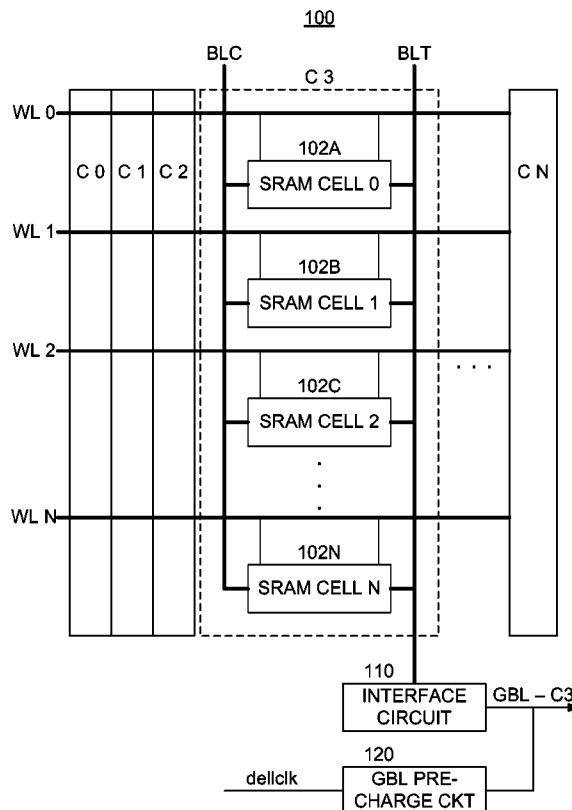 100
BLC
BLT
C 3
WL 0
102A
C 0
C 1
C 2
SRAM CELL 0
C N
WL 1
102B
SRAM CELL 1
WL 2
. . .
102C
SRAM CELL 2
WL N
102N
SRAM CELL N
110
INTERFACE
CIRCUIT
GBL – C3
120
dellclk
GBL PRE-
CHARGE CKT